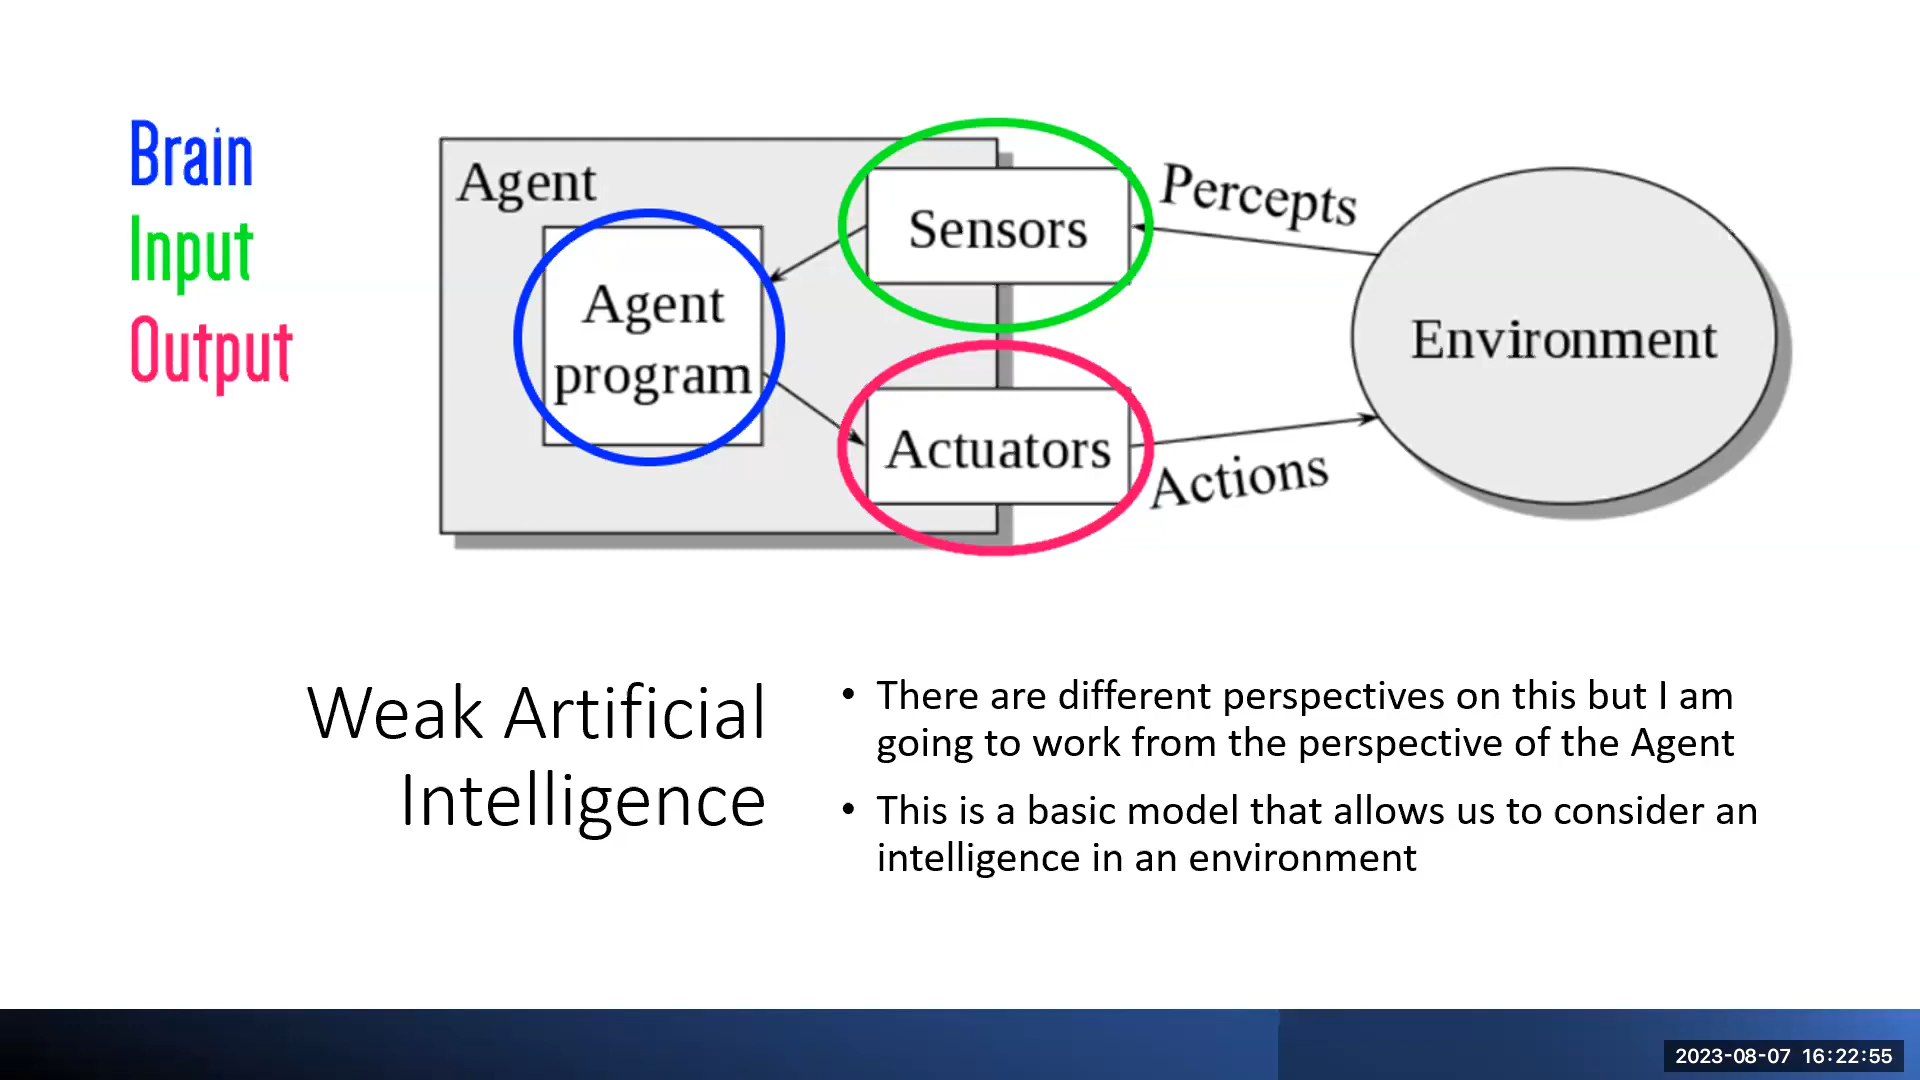 Brain
Input
Output
Agent
Agent
program
Sensors
Actuators
Percepts
Actions
Environment
Weak Artificial
Intelligence
• There are different perspectives on this but I am
going to work from the perspective of the Agent
• This is a basic model that allows us to consider an
intelligence in an environment
2023-08-07 16:22:55